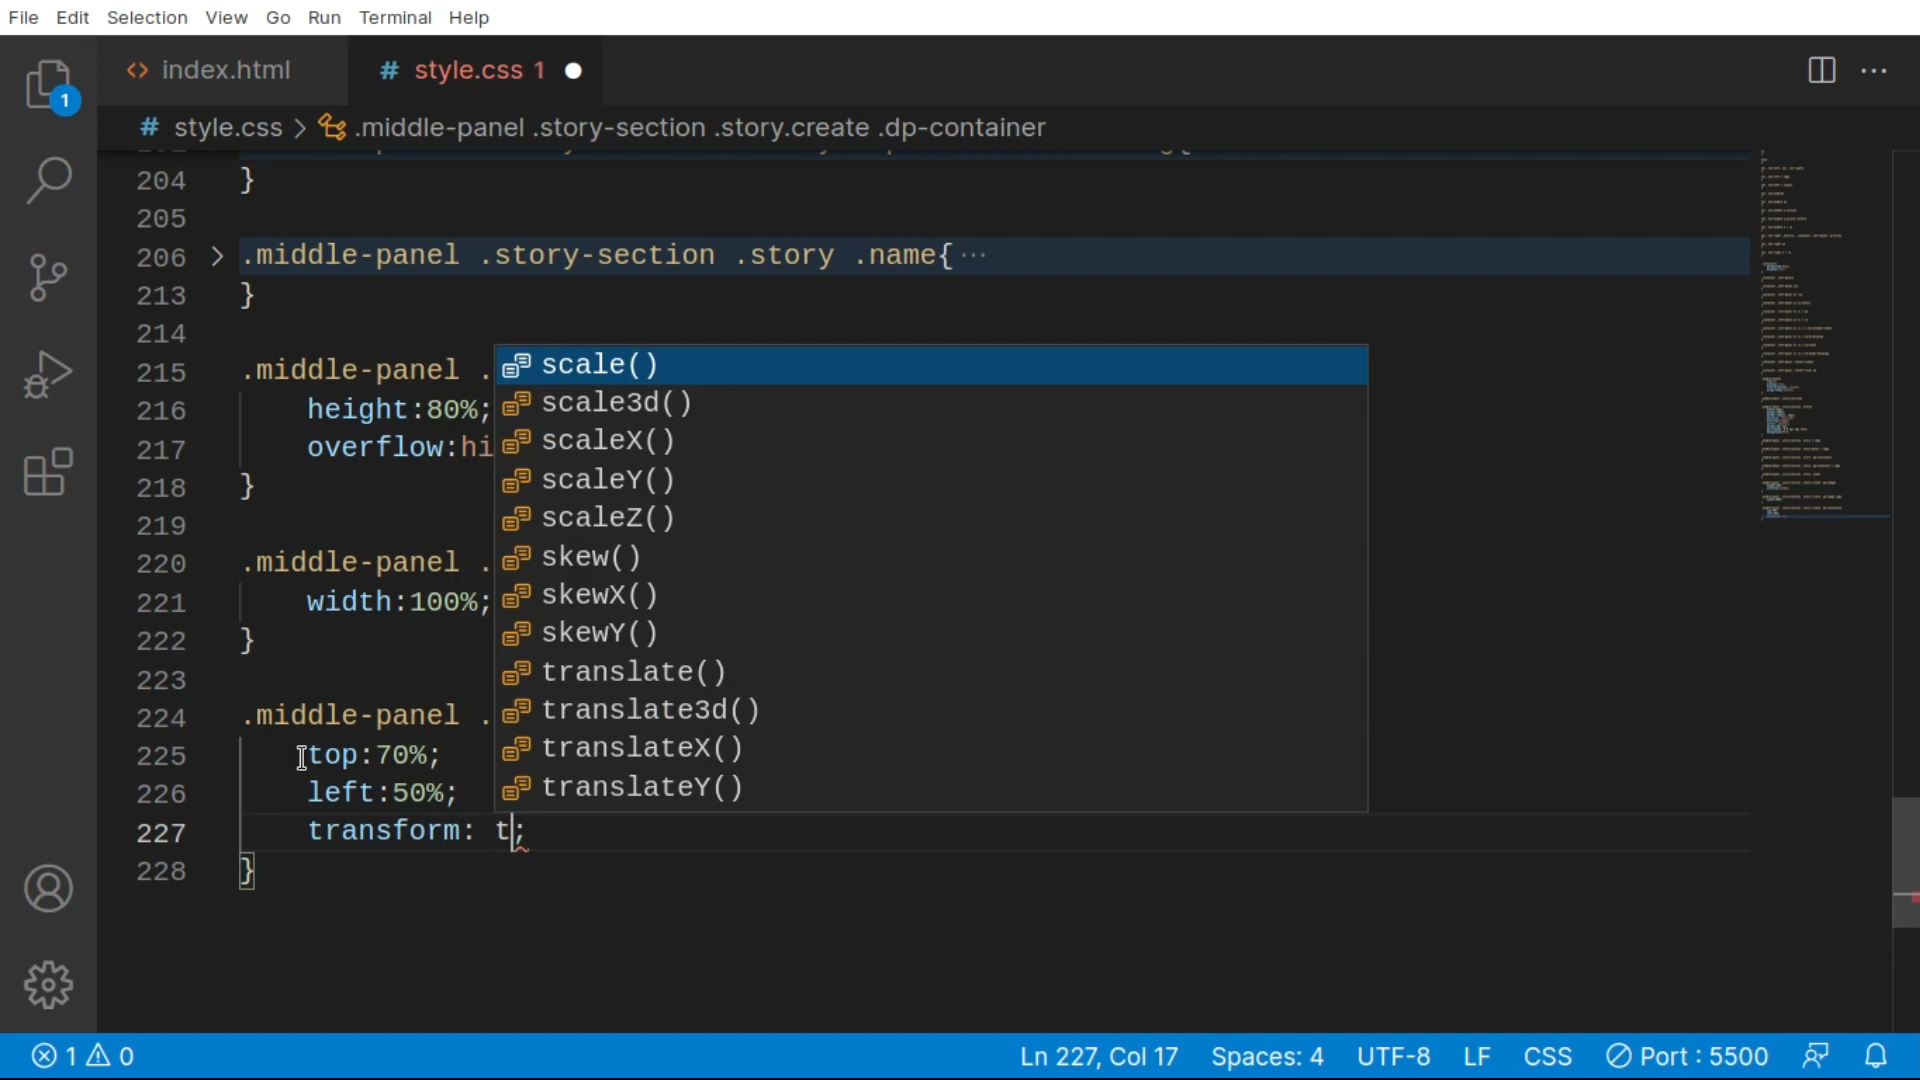 File Edit Selection View Go Run Terminal Help
index.html
# style.css 1
# style.css > .middle-panel .story-section .story.create .dp-container
204 }
205
206 > .middle-panel .story-section .story .name{ ···
213 }
214
215 .middle-panel .
216 height:80%;
217 overflow:hi
218 }
219
220 .middle-panel .
221 width:100%;
222 }
223
224 .middle-panel .
225 top:70%;
226 left:50%;
227 transform: t;
228 }
scale()
scale3d()
scaleX()
scaleY()
scaleZ()
skew()
skewX()
skewY()
translate()
translate3d()
translateX()
translateY()
1
1 0 Ln 227, Col 17 Spaces: 4 UTF-8 LF CSS Port : 5500